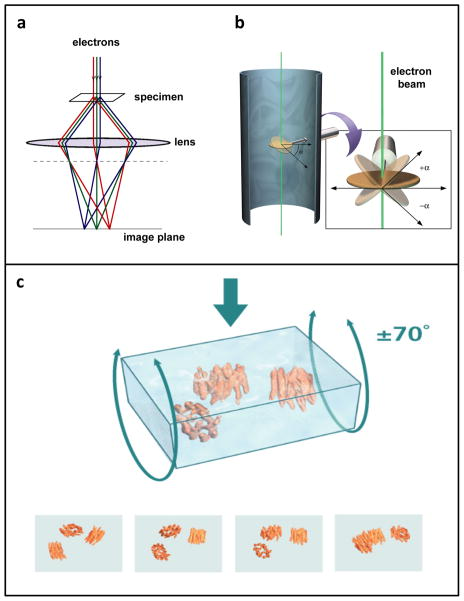 a
electrons
specimen
lens
image plane
b
electron
beam
α
+α
−α
c
±70°